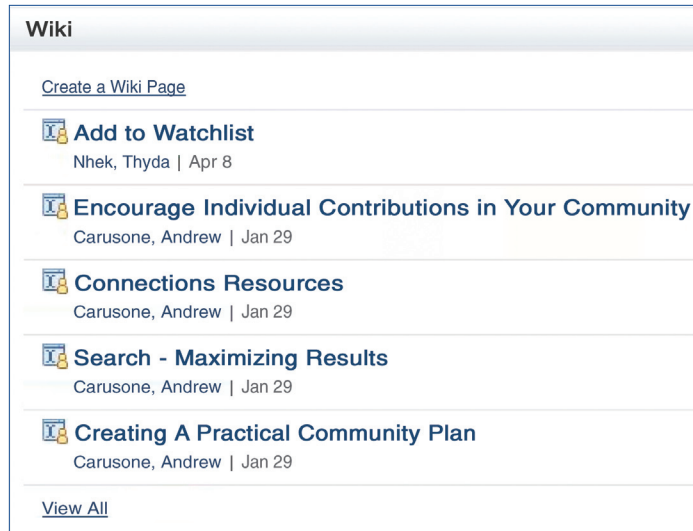 Wiki
Create a Wiki Page
Add to Watchlist
Nhek, Thyda | Apr 8
Encourage Individual Contributions in Your Community
Carusone, Andrew | Jan 29
Connections Resources
Carusone, Andrew | Jan 29
Search - Maximizing Results
Carusone, Andrew | Jan 29
Creating A Practical Community Plan
Carusone, Andrew | Jan 29
View All